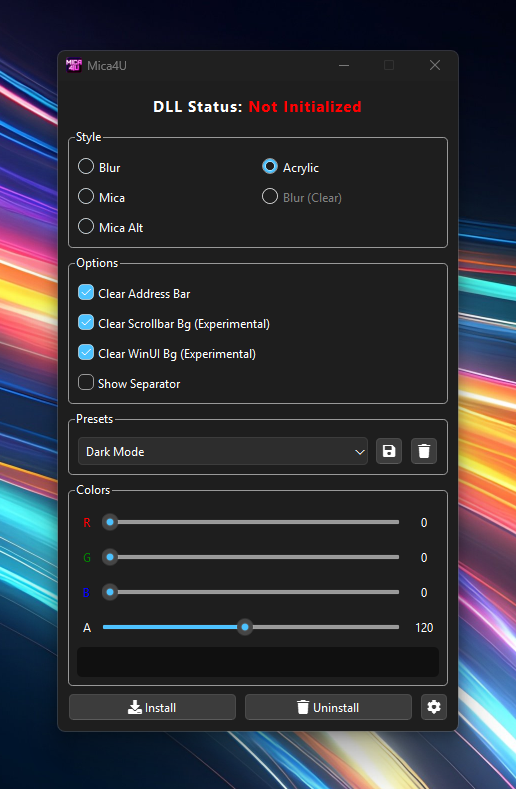 MICA
4U
Mica4U
DLL Status: Not Initialized
Style
Blur
Acrylic
Mica
Blur (Clear)
Mica Alt
Options
Clear Address Bar
Clear Scrollbar Bg (Experimental)
Clear WinUI Bg (Experimental)
Show Separator
Presets
Dark Mode
Colors
R 0
G 0
B 0
A 120
Install
Uninstall